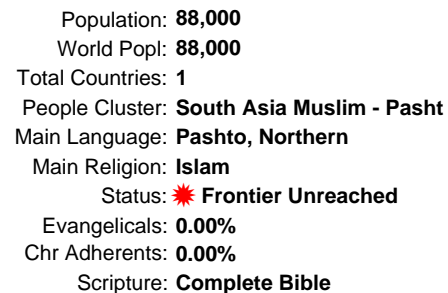 Population: 88,000
World Popl: 88,000
Total Countries: 1
People Cluster: South Asia Muslim - Pasht
Main Language: Pashto, Northern
Main Religion: Islam
Status: Frontier Unreached
Evangelicals: 0.00%
Chr Adherents: 0.00%
Scripture: Complete Bible